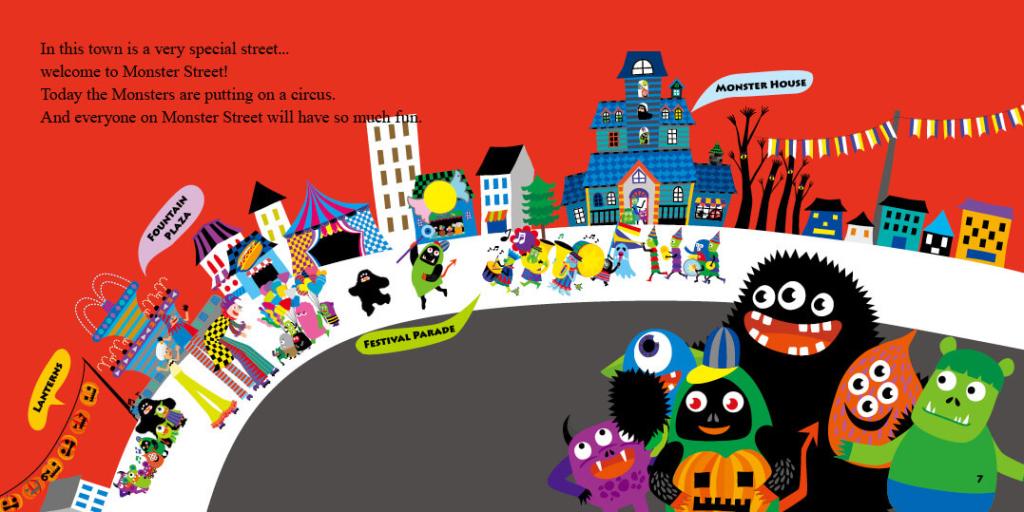 In this town is a very special street...
welcome to Monster Street!
Today the Monsters are putting on a circus.
And everyone on Monster Street will have so much fun.
MONSTER HOUSE
FOUNTAIN
PLAZA
FESTIVAL PARADE
LANTERNS
7